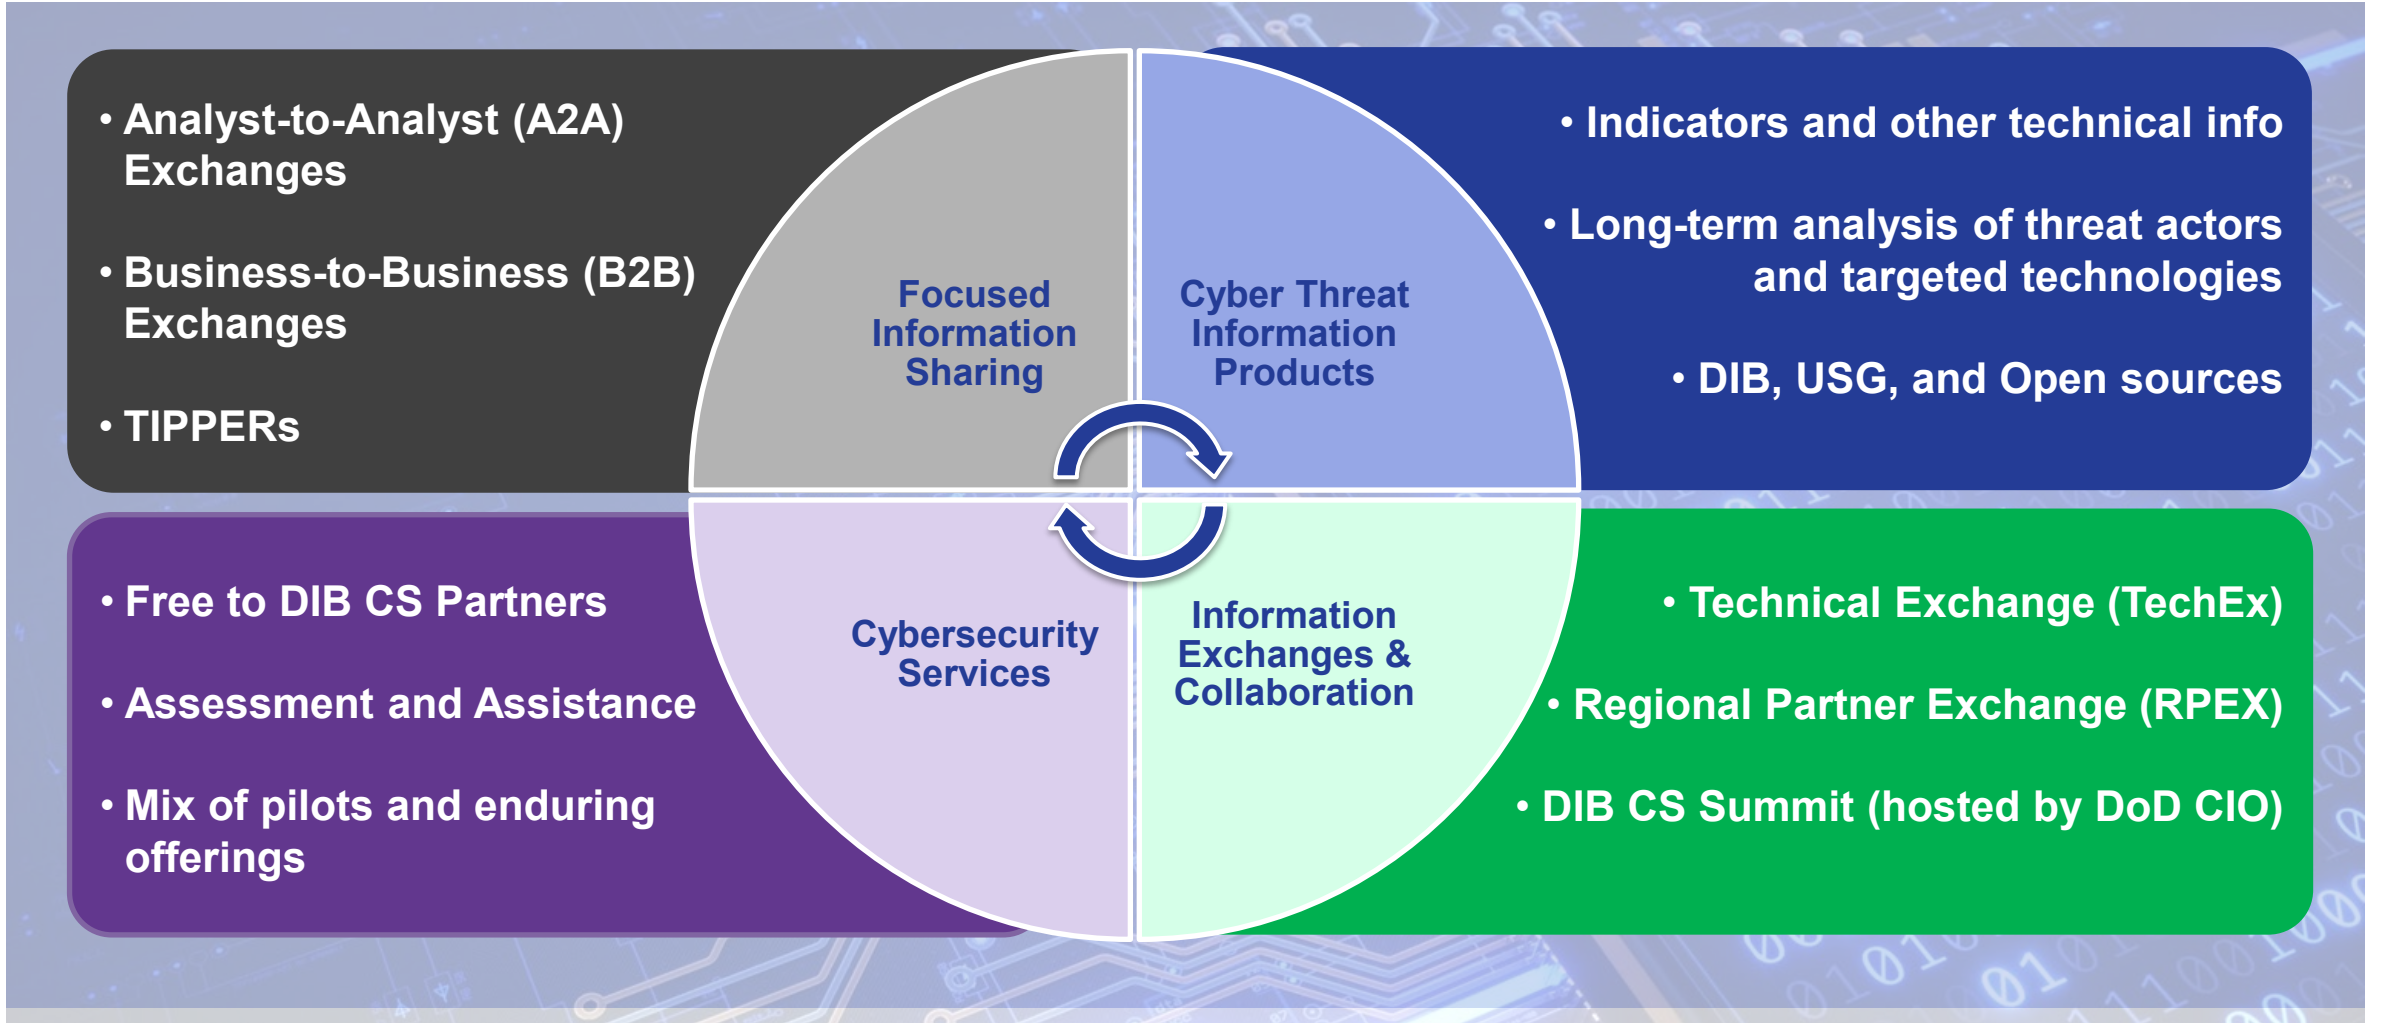 • Analyst-to-Analyst (A2A)
Exchanges
• Business-to-Business (B2B)
Exchanges
• TIPPERs
Focused
Information
Sharing
Cyber Threat
Information
Products
• Indicators and other technical info
• Long-term analysis of threat actors
and targeted technologies
• DIB, USG, and Open sources
• Free to DIB CS Partners
• Assessment and Assistance
• Mix of pilots and enduring
offerings
Cybersecurity
Services
Information
Exchanges &
Collaboration
• Technical Exchange (TechEx)
• Regional Partner Exchange (RPEX)
• DIB CS Summit (hosted by DoD CIO)